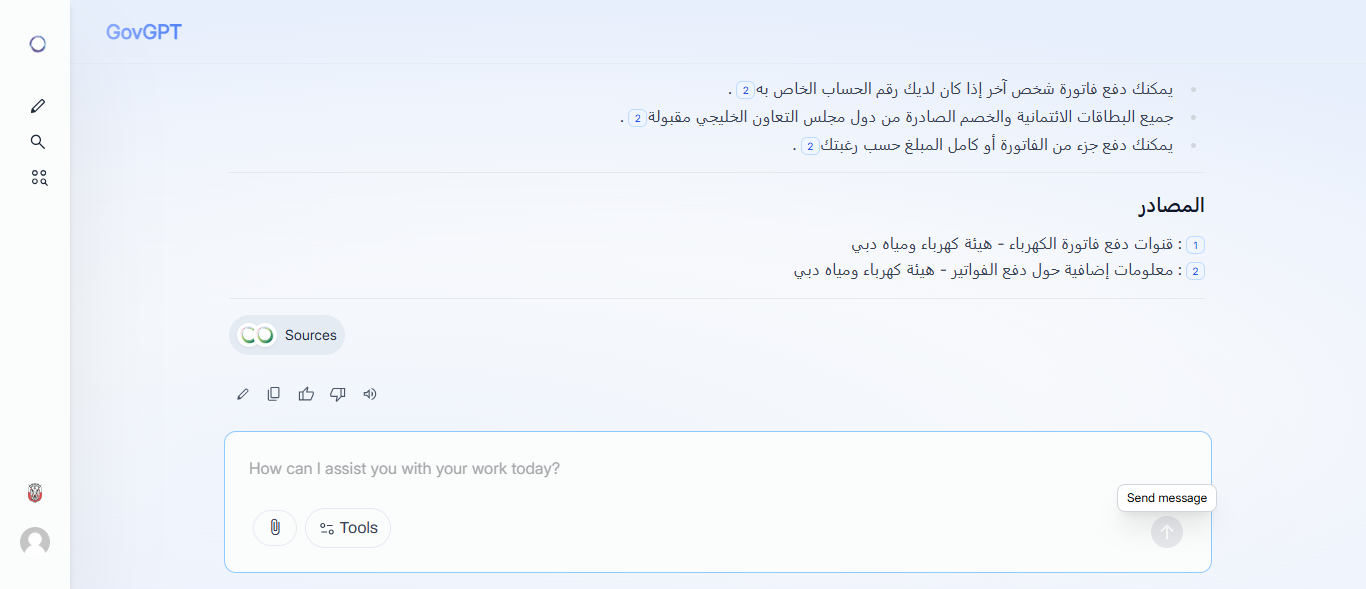 GovGPT
يمكنك دفع فاتورة شخص آخر إذا كان لديك رقم الحساب الخاص به 2 .
جميع البطاقات الائتمانية والخصم الصادرة من دول مجلس التعاون الخليجي مقبولة 2 .
يمكنك دفع جزء من الفاتورة أو كامل المبلغ حسب رغبتك 2 .
المصادر
1 : قنوات دفع فاتورة الكهرباء - هيئة كهرباء ومياه دبي
2 : معلومات إضافية حول دفع الفواتير - هيئة كهرباء ومياه دبي
Sources
How can I assist you with your work today?
Send message
Tools